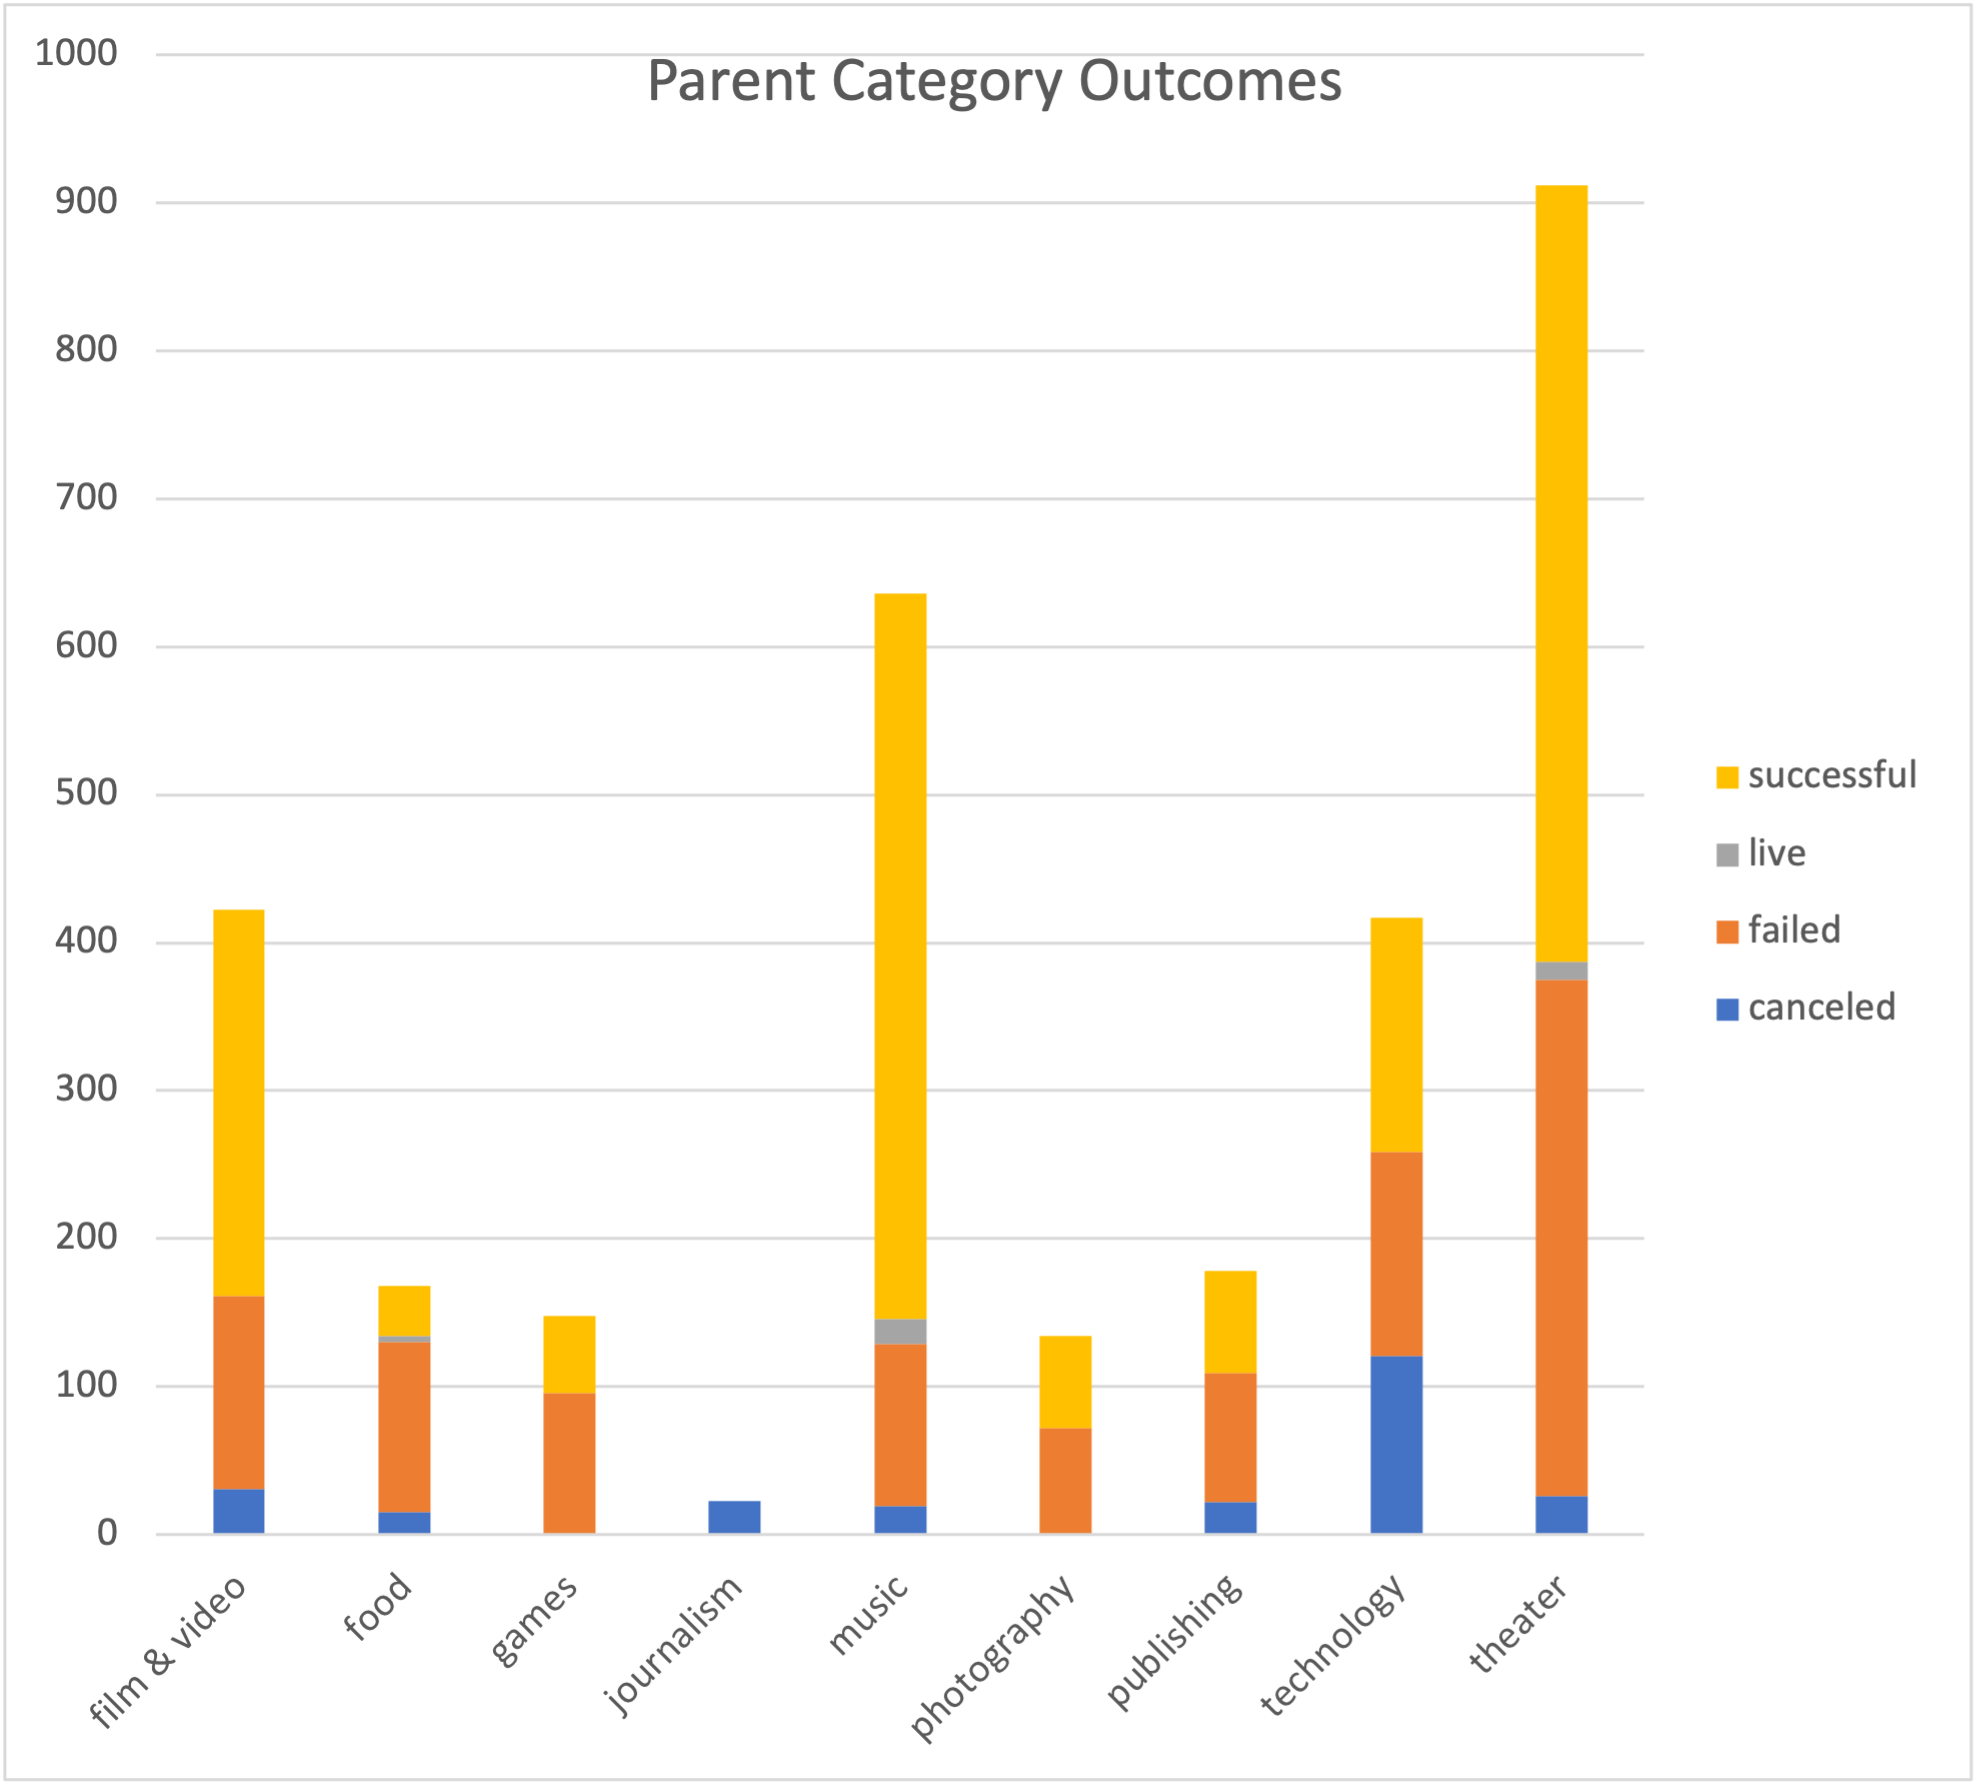 Parent Category Outcomes
1000
900
800
700
600
500
400
300
200
100
0
film & video
food
games
journalism
music
photography
publishing
technology
theater
successful
live
failed
canceled